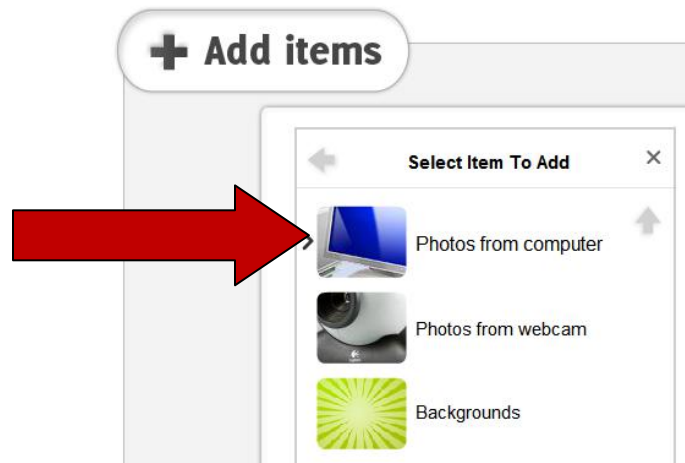 Add items
Select Item To Add
Photos from computer
Photos from webcam
Backgrounds